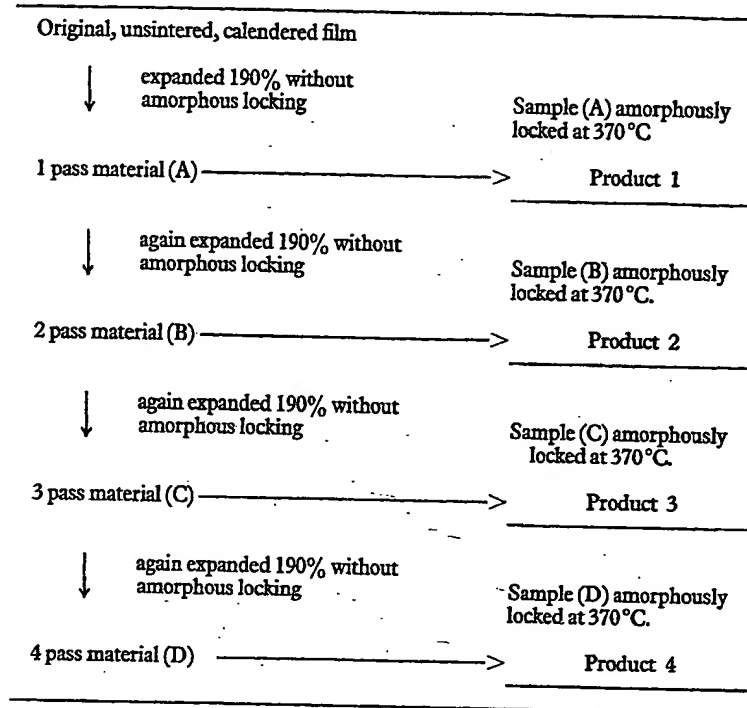 Original, unsintered, calendered film
expanded 190% without
amorphous locking
Sample (A) amorphously
locked at 370°C
1 pass material (A)
Product 1
again expanded 190% without
amorphous locking
Sample (B) amorphously
locked at 370°C.
2 pass material (B)
Product 2
again expanded 190% without
amorphous locking
Sample (C) amorphously
locked at 370°C.
3 pass material (C)
Product 3
again expanded 190% without
amorphous locking
Sample (D) amorphously
locked at 370°C.
4 pass material (D)
Product 4